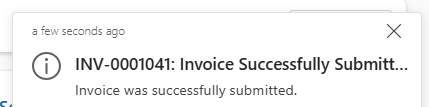 a few seconds ago
INV-0001041: Invoice Successfully Submitt...
Invoice was successfully submitted.